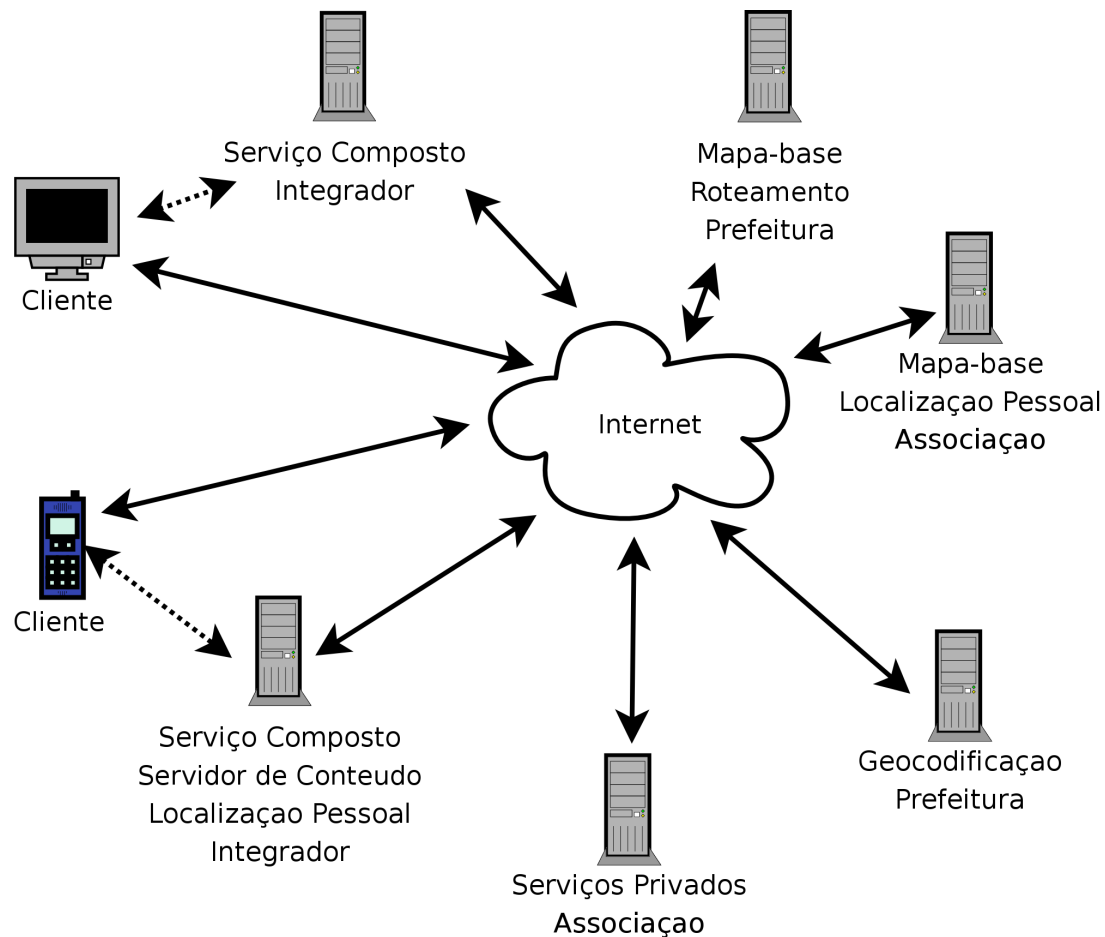 Serviço Composto
Integrador
Mapa-base
Roteamento
Prefeitura
Cliente
Mapa-base
Localizaçao Pessoal
Associaçao
Internet
Cliente
Serviço Composto
Servidor de Conteudo
Localizaçao Pessoal
Integrador
Geocodificaçao
Prefeitura
Serviços Privados
Associaçao